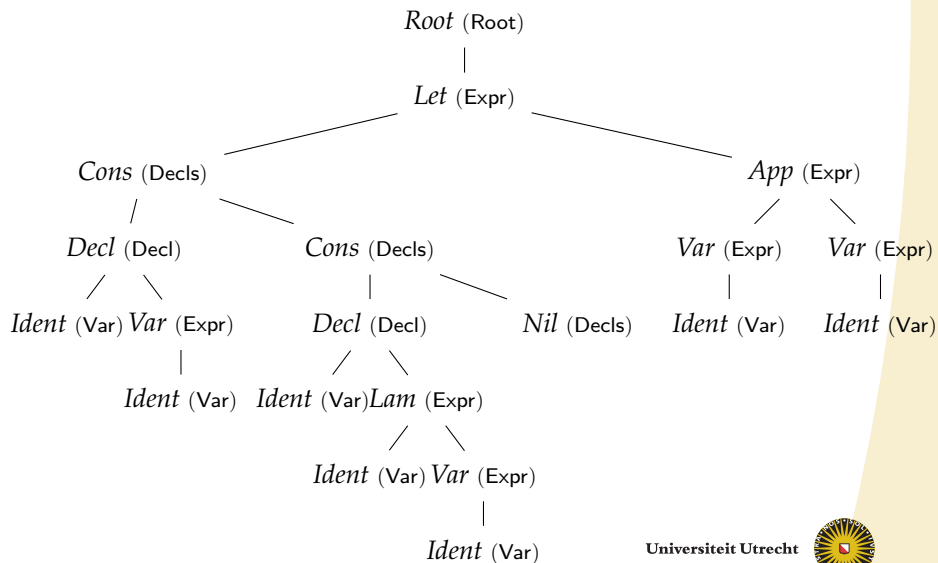 Root (Root)
Let (Expr)
Cons (Decls) App (Expr)
Decl (Decl) Cons (Decls) Var (Expr) Var (Expr)
Ident (Var) Var (Expr) Decl (Decl) Nil (Decls) Ident (Var) Ident (Var)
Ident (Var) Ident (Var) Lam (Expr)
Ident (Var) Var (Expr)
Ident (Var)
Universiteit Utrecht